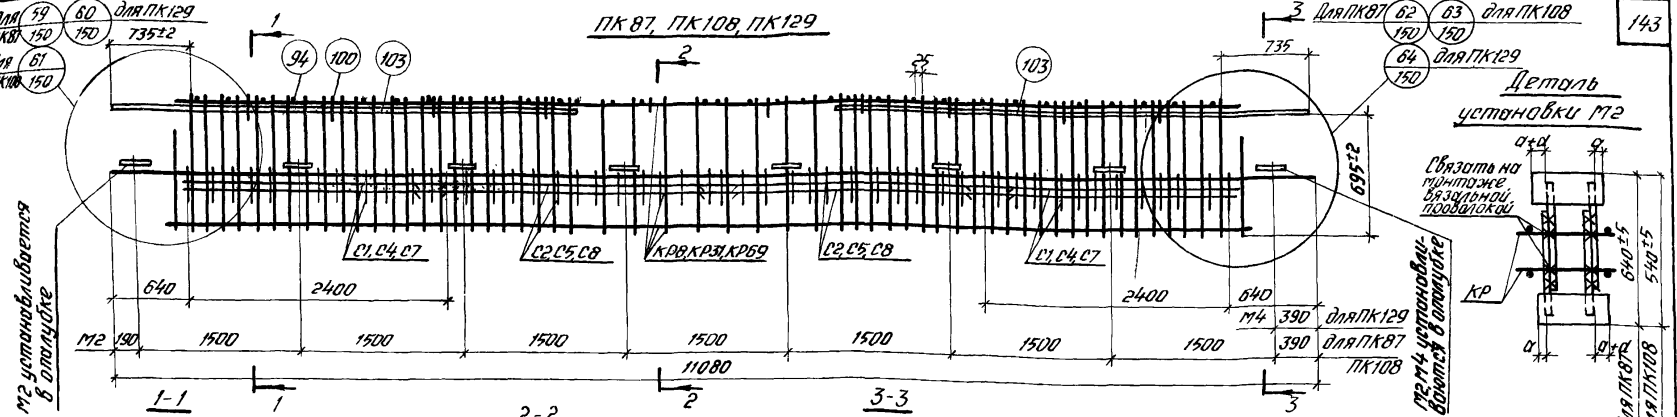 для 59 60 для ПК129
ПК87 150 150
735±2
61
ПК108 150
1
ПК 87, ПК108, ПК129
2
3
Для ПК87 62 63 для ПК108
150 150
64 для ПК129
150
735
143
94 100 103
25
103
Деталь
установки М2
а+d
а
Связать на
монтаже
вязальной
проволокой
КР
640±5
540±5
а
а+d
для ПК87
для ПК108
695±2
М2 устанавливается
в опалубке
С1, С4, С7
С2, С5, С8
КР8, КР31, КР69
С2, С5, С8
С1, С4, С7
М2, М4 устанавли-
ваются в опалубке
640 2400 2400 640
М4 390 для ПК129
М2 190 1500 1500 1500 1500 1500 1500 1500 390 для ПК87
ПК108
11080
1-1 1 2-2 2 3-3 3